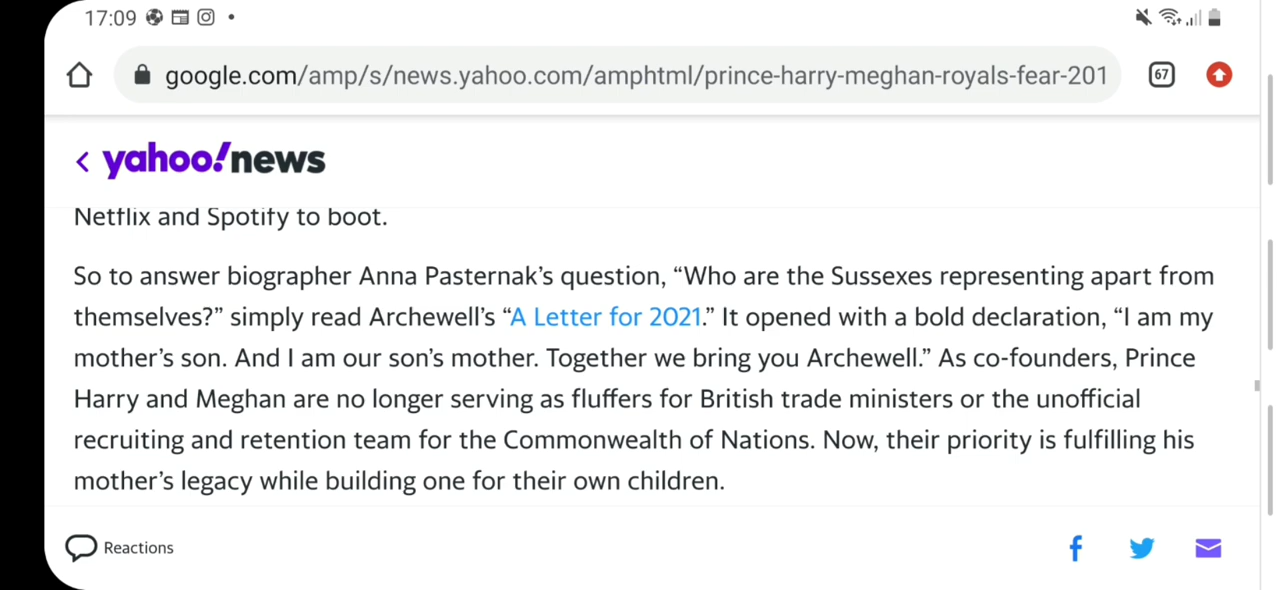 17:09
google.com/amp/s/news.yahoo.com/amphtml/prince-harry-meghan-royals-fear-201
67
yahoo!news
Netflix and Spotify to boot.
So to answer biographer Anna Pasternak’s question, “Who are the Sussexes representing apart from
themselves?” simply read Archewell’s “A Letter for 2021.” It opened with a bold declaration, “I am my
mother’s son. And I am our son’s mother. Together we bring you Archewell.” As co-founders, Prince
Harry and Meghan are no longer serving as fluffers for British trade ministers or the unofficial
recruiting and retention team for the Commonwealth of Nations. Now, their priority is fulfilling his
mother’s legacy while building one for their own children.
Reactions